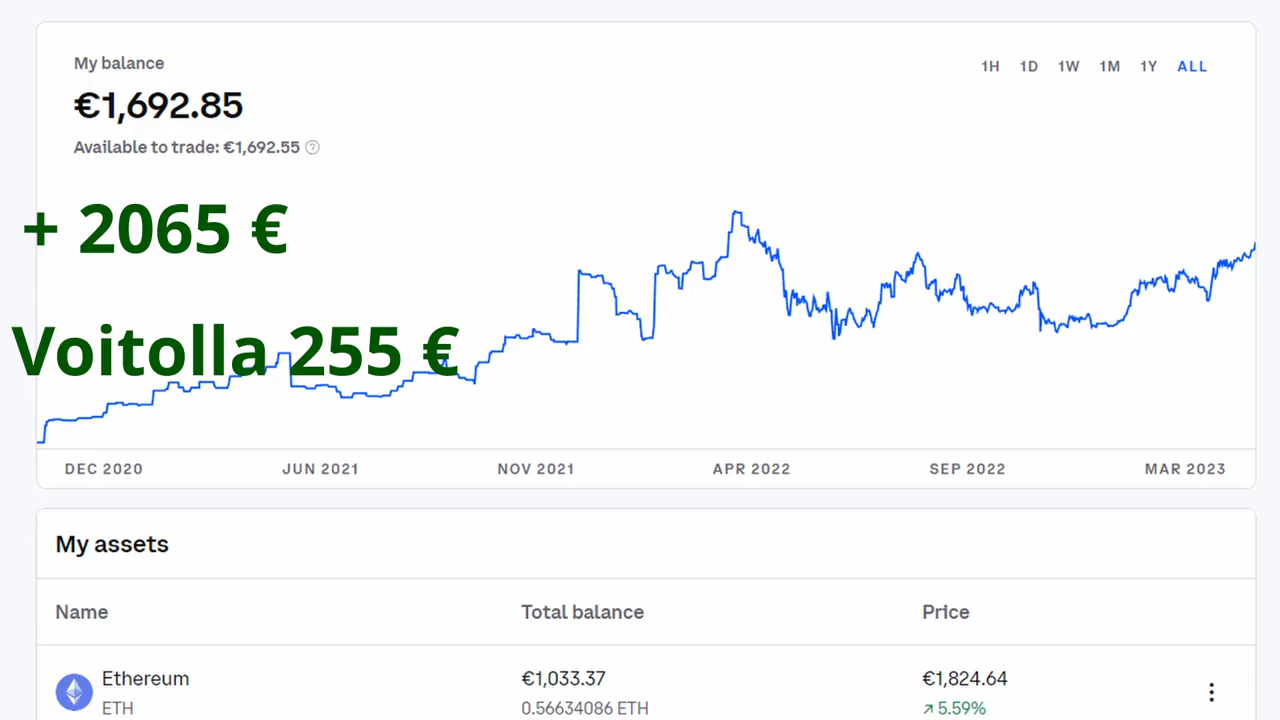 My balance
1H 1D 1W 1M 1Y ALL
€1,692.85
Available to trade: €1,692.55 ?
+ 2065 €
Voitolla 255 €
DEC 2020 JUN 2021 NOV 2021 APR 2022 SEP 2022 MAR 2023
My assets
Name Total balance Price
Ethereum €1,033.37 €1,824.64
ETH 0.56634086 ETH ↗ 5.59%